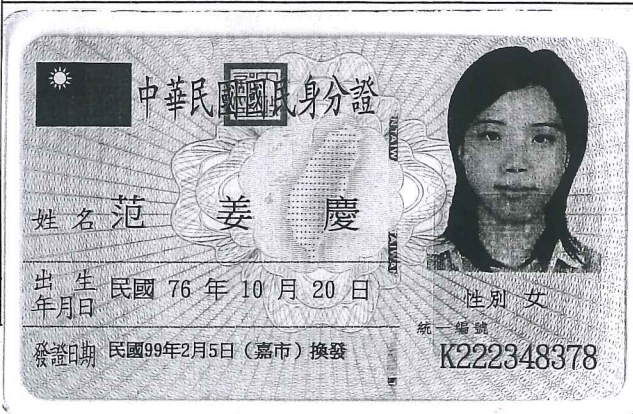 中華民國國民身分證
姓名 范姜慶
出生年月日 民國 76 年 10 月 20 日
性別 女
統一編號
K222348378
發證日期 民國99年2月5日（嘉市）換發
TAIWAN